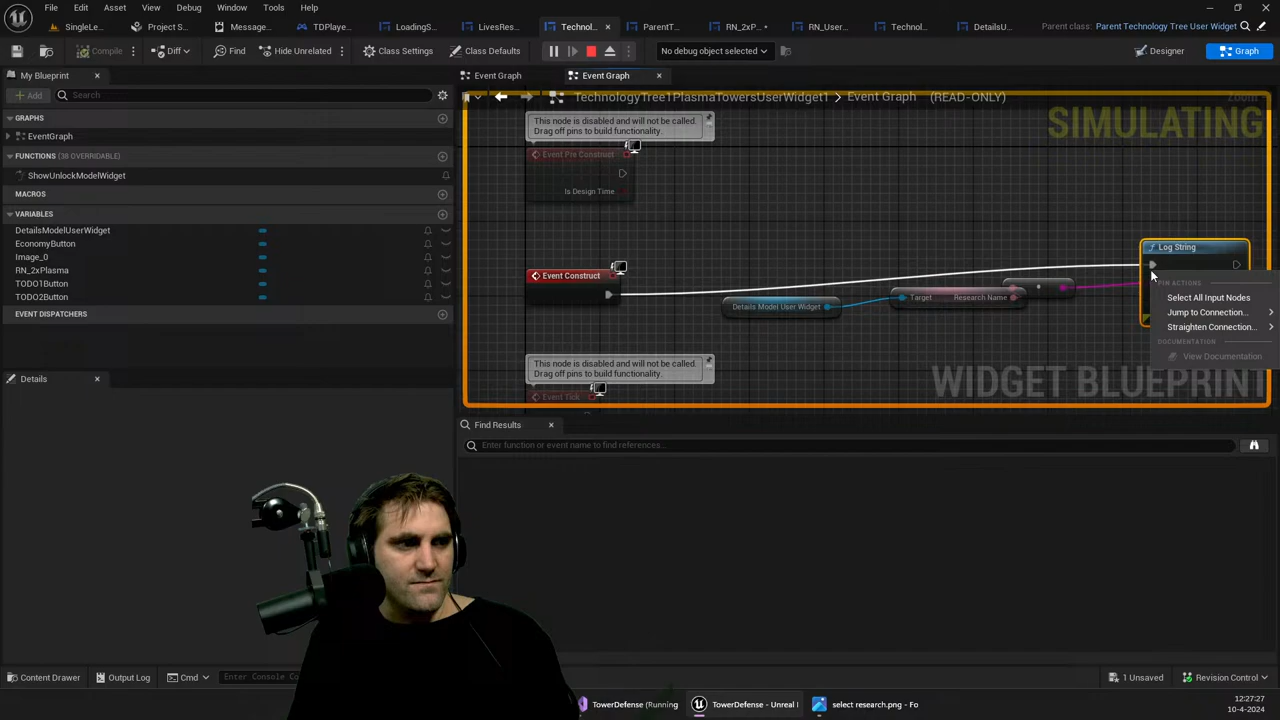 File Edit Asset View Debug Window Tools Help
SingleLe... Project S... Message... TDPlaye... LoadingS... LivesRes... Technol... ParentT... RN_2xP... RN_User... Technol... DetailsU... Parent class: Parent Technology Tree User Widget
Compile Diff Find Hide Unrelated Class Settings Class Defaults No debug object selected Designer Graph
My Blueprint Event Graph Event Graph
Add Search
TechnologyTree1PlasmaTowersUserWidget1 > Event Graph (READ-ONLY) Zoom
GRAPHS
EventGraph
FUNCTIONS (38 OVERRIDABLE)
ShowUnlockModelWidget
MACROS
VARIABLES
DetailsModelUserWidget
EconomyButton
Image_0
RN_2xPlasma
TODO1Button
TODO2Button
EVENT DISPATCHERS
Details
SIMULATING
This node is disabled and will not be called.
Drag off pins to build functionality.
Event Pre Construct
Is Design Time
Event Construct
Details Model User Widget
Target Research Name
Log String
PIN ACTIONS
Select All Input Nodes
Jump to Connection...
Straighten Connection...
DOCUMENTATION
View Documentation
This node is disabled and will not be called.
Drag off pins to build functionality.
Event Tick
WIDGET BLUEPRINT
Find Results
Enter function or event name to find references...
Content Drawer Output Log Cmd Enter Console Co 1 Unsaved Revision Control
TowerDefense (Running) TowerDefense - Unreal select research.png - Fo
12:27:27
10-4-2024